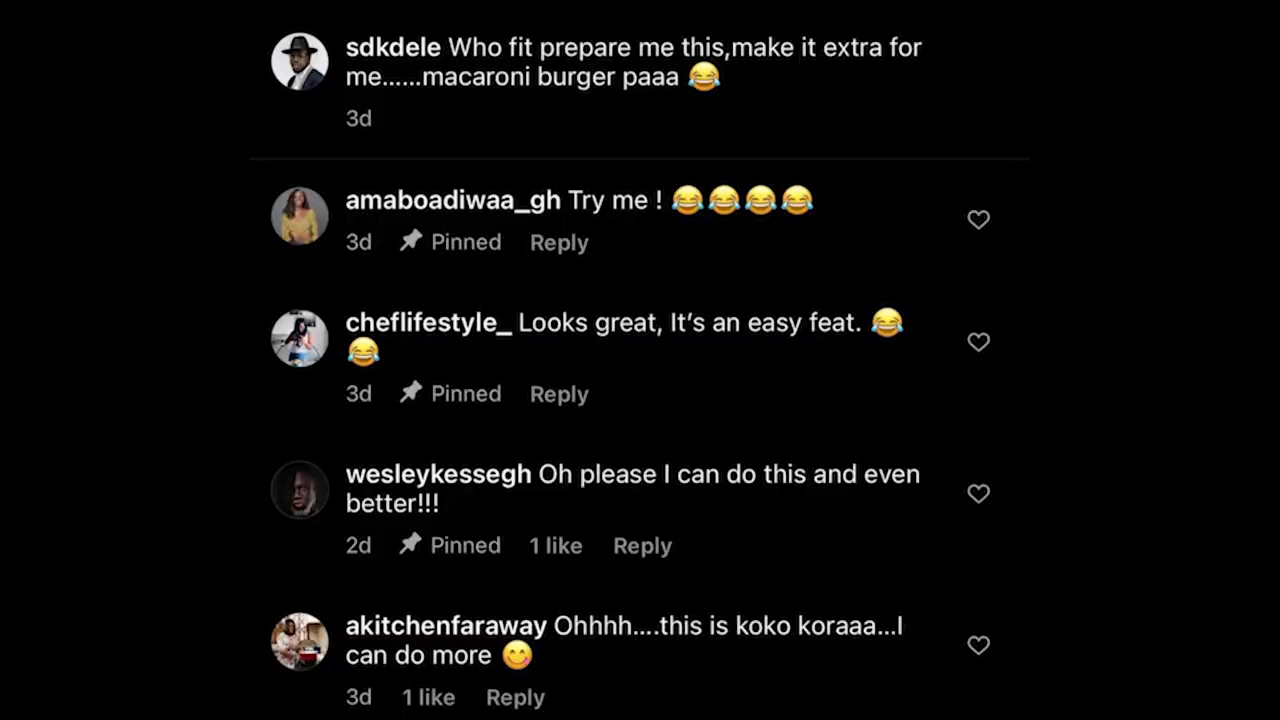 sdkdele Who fit prepare me this,make it extra for
me......macaroni burger paaa 😂
3d
amaboadiwaa_gh Try me ! 😂😂😂😂
3d Pinned Reply
cheflifestyle_ Looks great, It's an easy feat. 😂
😂
3d Pinned Reply
wesleykessegh Oh please I can do this and even
better!!!
2d Pinned 1 like Reply
akitchenfaraway Ohhhh....this is koko koraaa...I
can do more 😋
3d 1 like Reply